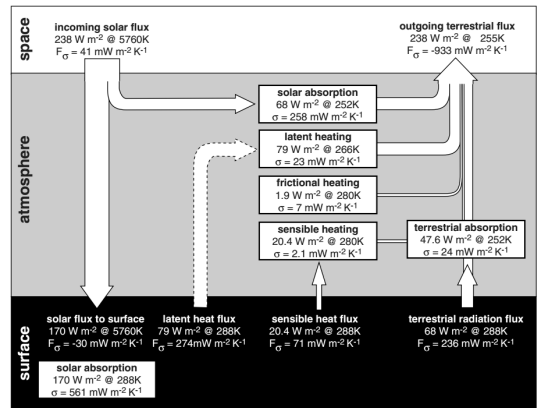 space
incoming solar flux
238 W m-2 @ 5760K
Fσ = 41 mW m-2 K-1
outgoing terrestrial flux
238 W m-2 @ 255K
Fσ = -933 mW m-2 K-1
atmosphere
solar absorption
68 W m-2 @ 252K
σ = 258 mW m-2 K-1
latent heating
79 W m-2 @ 266K
σ = 23 mW m-2 K-1
frictional heating
1.9 W m-2 @ 280K
σ = 7 mW m-2 K-1
sensible heating
20.4 W m-2 @ 280K
σ = 2.1 mW m-2 K-1
terrestrial absorption
47.6 W m-2 @ 252K
σ = 24 mW m-2 K-1
surface
solar flux to surface
170 W m-2 @ 5760K
Fσ = -30 mW m-2 K-1
latent heat flux
79 W m-2 @ 288K
Fσ = 274mW m-2 K-1
sensible heat flux
20.4 W m-2 @ 288K
Fσ = 71 mW m-2 K-1
terrestrial radiation flux
68 W m-2 @ 288K
Fσ = 236 mW m-2 K-1
solar absorption
170 W m-2 @ 288K
σ = 561 mW m-2 K-1